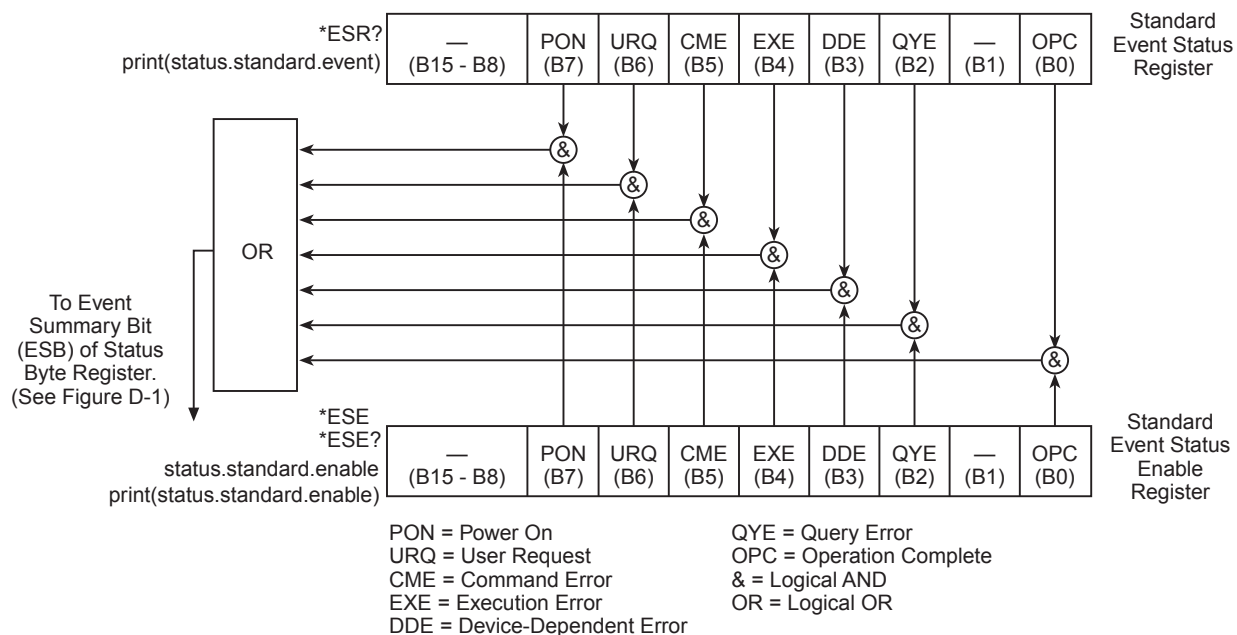 *ESR?
print(status.standard.event)
—
(B15 - B8)
PON
(B7)
URQ
(B6)
CME
(B5)
EXE
(B4)
DDE
(B3)
QYE
(B2)
—
(B1)
OPC
(B0)
Standard
Event Status
Register
&
&
&
&
&
&
&
OR
To Event
Summary Bit
(ESB) of Status
Byte Register.
(See Figure D-1)
*ESE
*ESE?
status.standard.enable
print(status.standard.enable)
—
(B15 - B8)
PON
(B7)
URQ
(B6)
CME
(B5)
EXE
(B4)
DDE
(B3)
QYE
(B2)
—
(B1)
OPC
(B0)
Standard
Event Status
Enable
Register
PON = Power On
URQ = User Request
CME = Command Error
EXE = Execution Error
DDE = Device-Dependent Error
QYE = Query Error
OPC = Operation Complete
& = Logical AND
OR = Logical OR